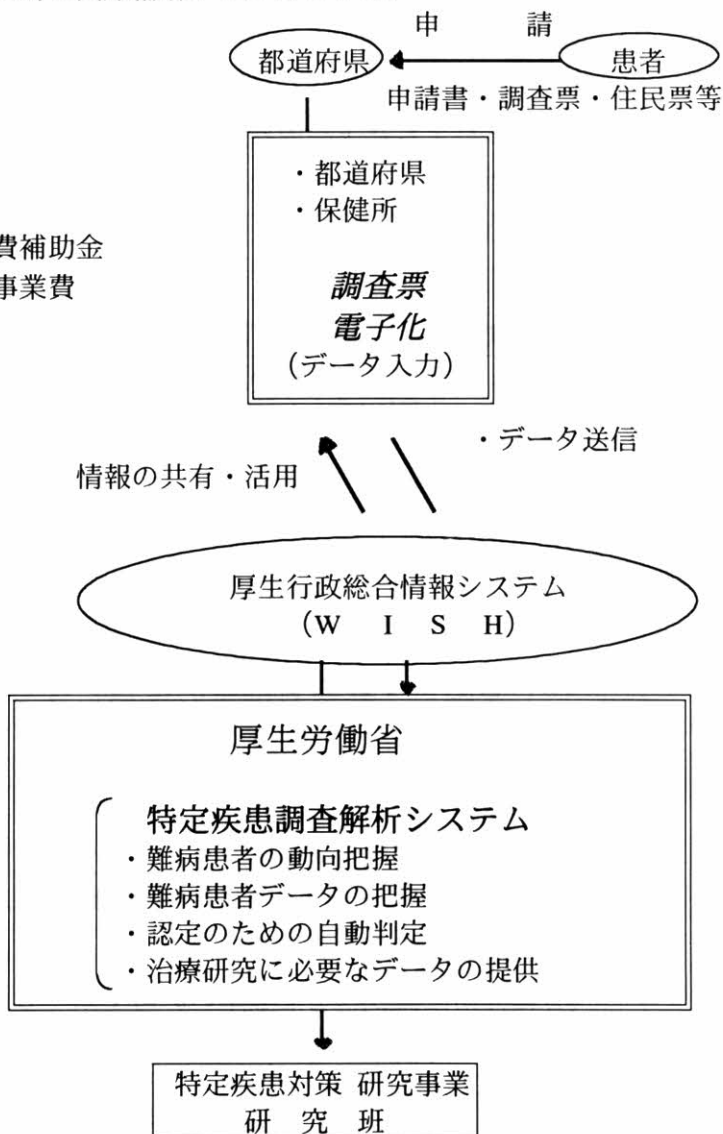 申　　　請
都道府県
患者
申請書・調査票・住民票等
・都道府県
・保健所
費補助金
事業費
調査票
電子化
(データ入力)
・データ送信
情報の共有・活用
厚生行政総合情報システム
(W I S H)
厚生労働省
特定疾患調査解析システム
・難病患者の動向把握
・難病患者データの把握
・認定のための自動判定
・治療研究に必要なデータの提供
特定疾患対策 研究事業
研　究　班